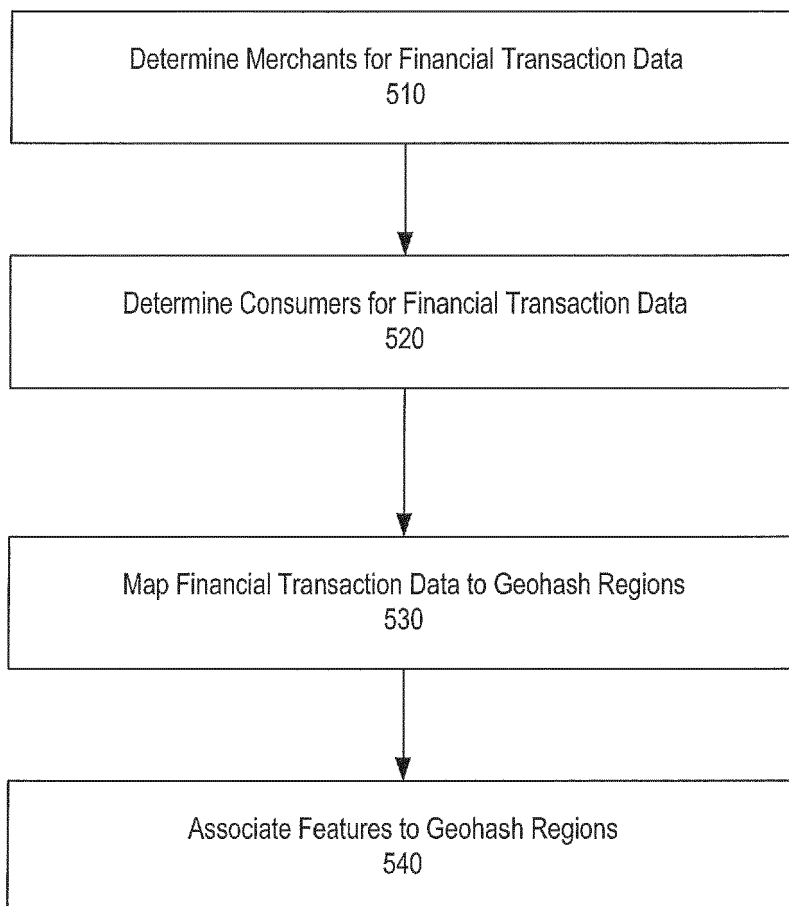 Determine Merchants for Financial Transaction Data
510
Determine Consumers for Financial Transaction Data
520
Map Financial Transaction Data to Geohash Regions
530
Associate Features to Geohash Regions
540